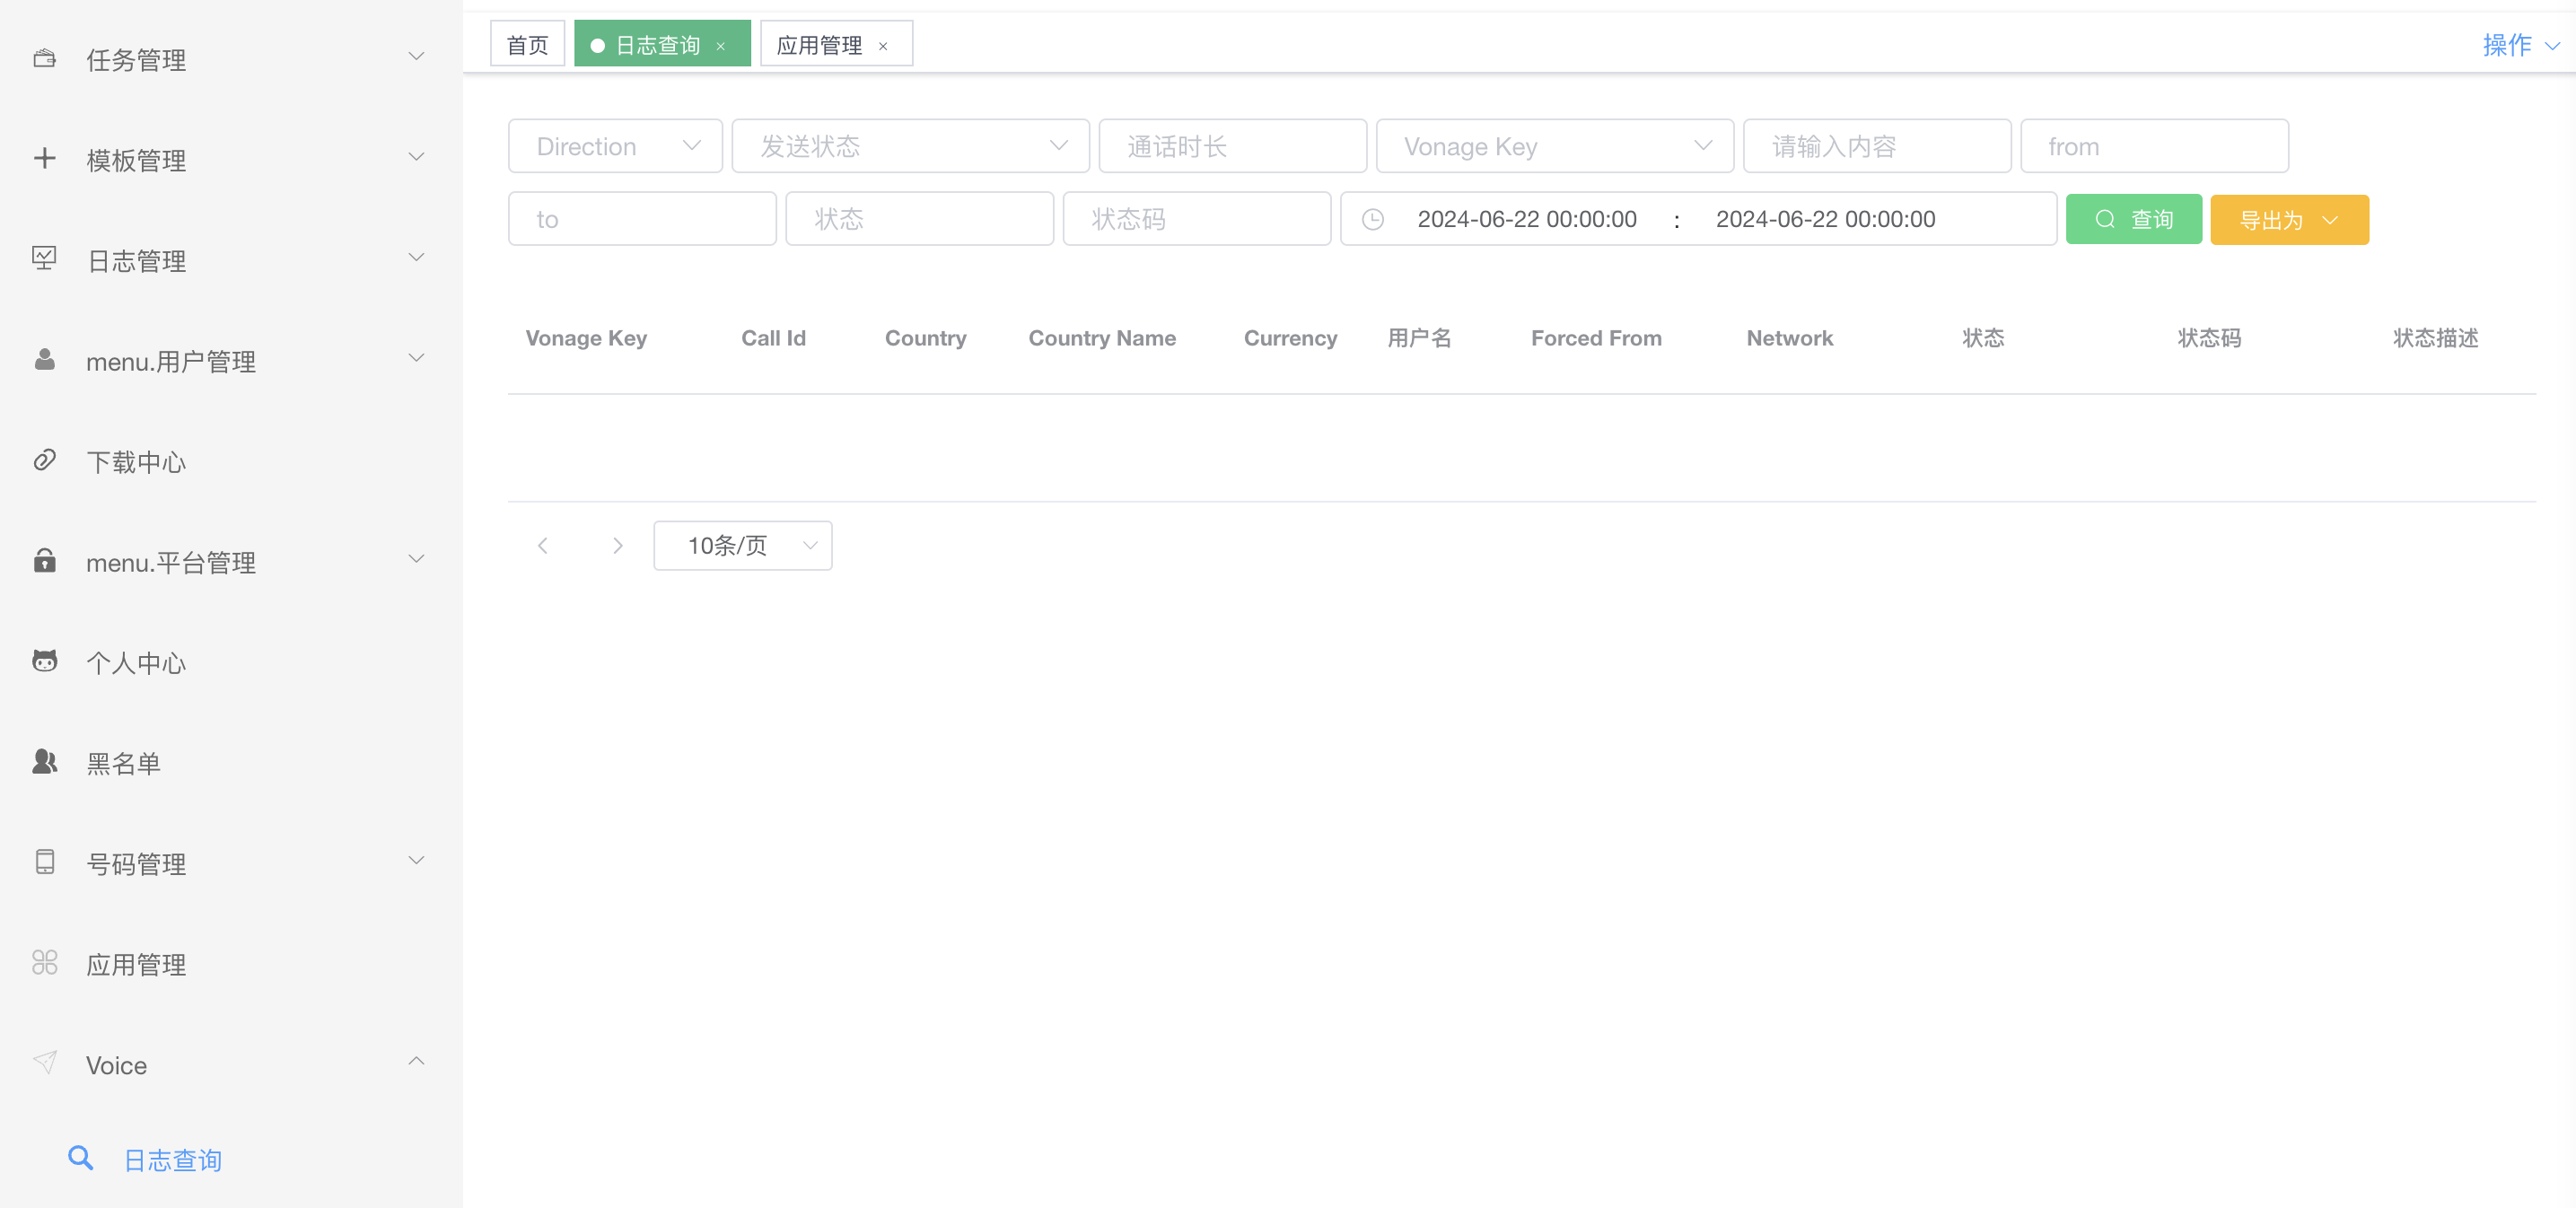 任务管理
模板管理
日志管理
menu.用户管理
下载中心
menu.平台管理
个人中心
黑名单
号码管理
应用管理
Voice
日志查询
首页 日志查询 × 应用管理 × 操作
Direction 发送状态 通话时长 Vonage Key 请输入内容 from
to 状态 状态码 2024-06-22 00:00:00 : 2024-06-22 00:00:00 查询 导出为
Vonage Key Call Id Country Country Name Currency 用户名 Forced From Network 状态 状态码 状态描述
10条/页